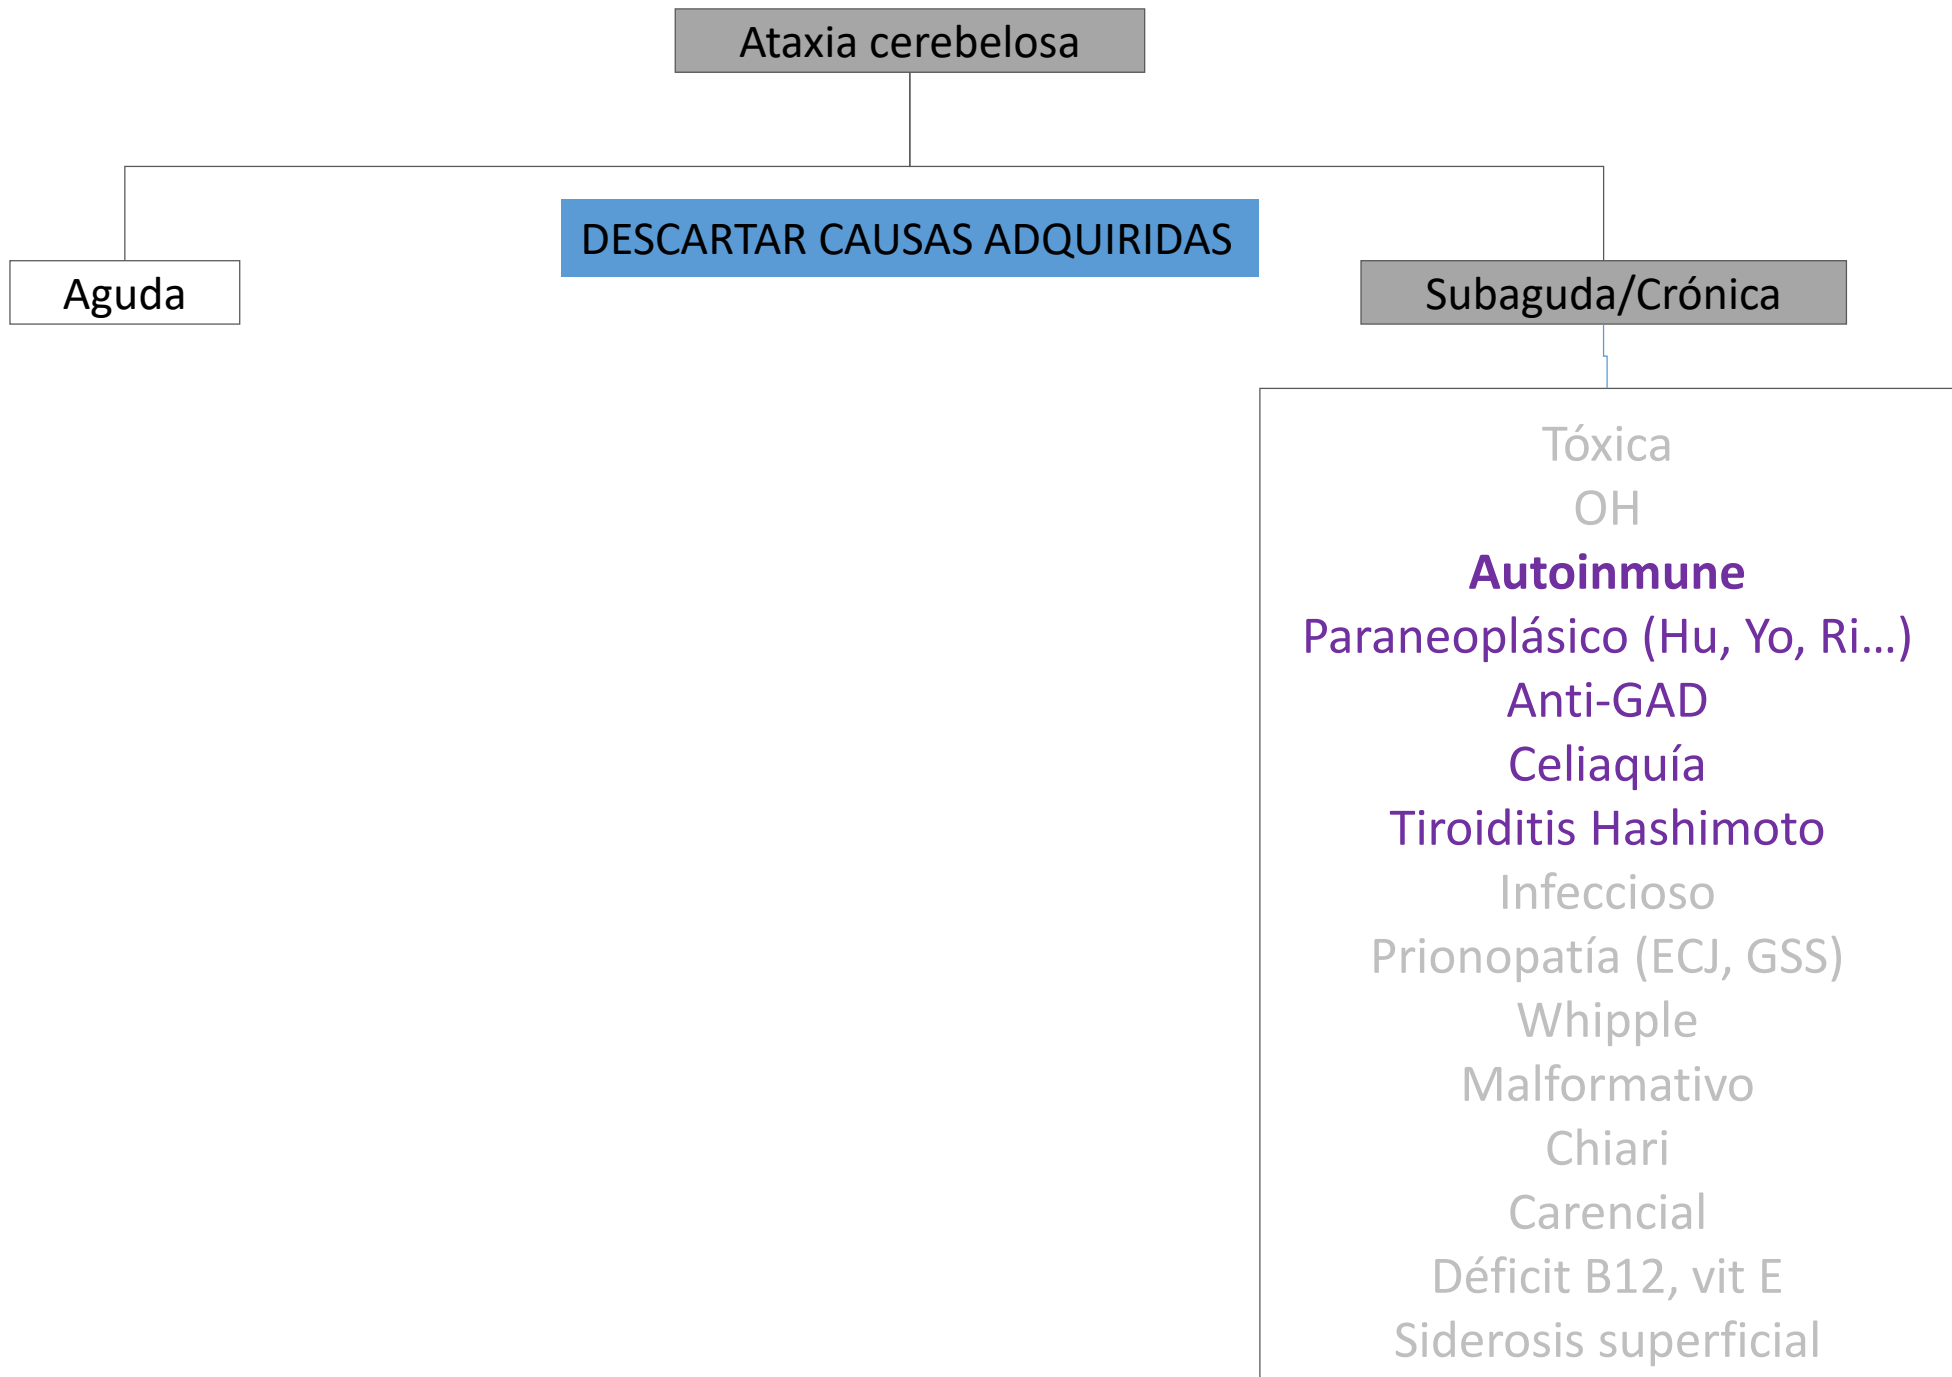 Ataxia cerebelosa
DESCARTAR CAUSAS ADQUIRIDAS
Aguda
Subaguda/Crónica
Tóxica
OH
Autoinmune
Paraneoplásico (Hu, Yo, Ri...)
Anti-GAD
Celiaquía
Tiroiditis Hashimoto
Infeccioso
Prionopatía (ECJ, GSS)
Whipple
Malformativo
Chiari
Carencial
Déficit B12, vit E
Siderosis superficial